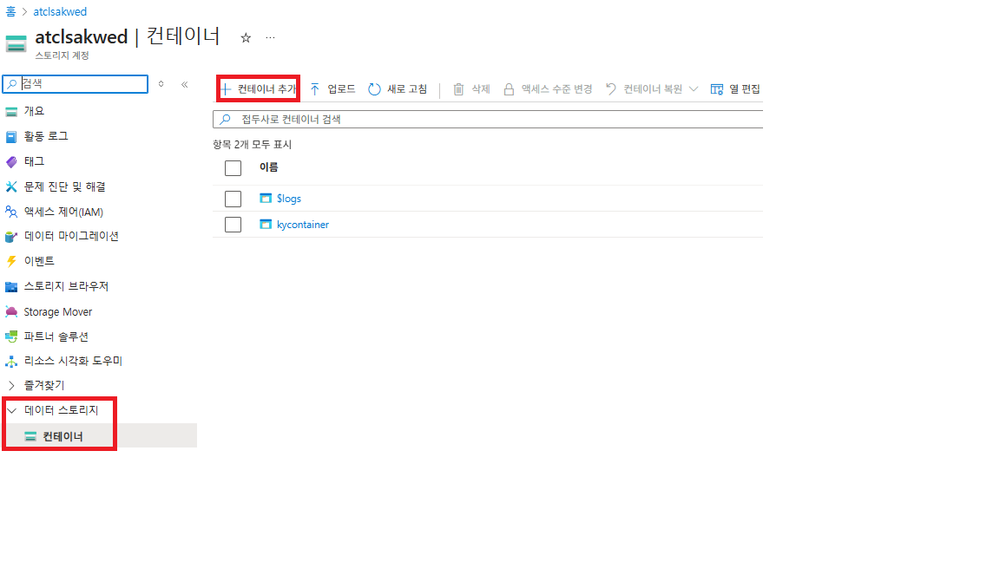 홈 > atclsakwed
atclsakwed | 컨테이너 ☆ ...
스토리지 계정
검색
컨테이너 추가 업로드 새로 고침 삭제 액세스 수준 변경 컨테이너 복원 열 편집
접두사로 컨테이너 검색
항목 2개 모두 표시
이름
$logs
kycontainer
개요
활동 로그
태그
문제 진단 및 해결
액세스 제어(IAM)
데이터 마이그레이션
이벤트
스토리지 브라우저
Storage Mover
파트너 솔루션
리소스 시각화 도우미
즐겨찾기
데이터 스토리지
컨테이너